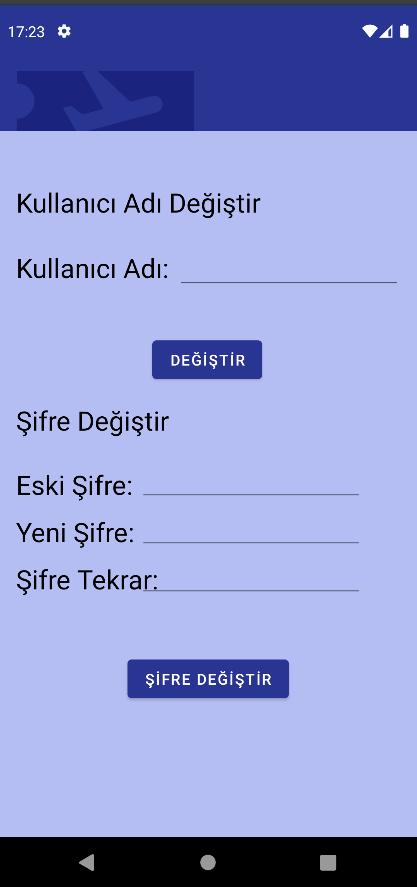 17:23
Kullanıcı Adı Değiştir
Kullanıcı Adı:
DEĞİŞTİR
Şifre Değiştir
Eski Şifre:
Yeni Şifre:
Şifre Tekrar:
ŞİFRE DEĞİŞTİR